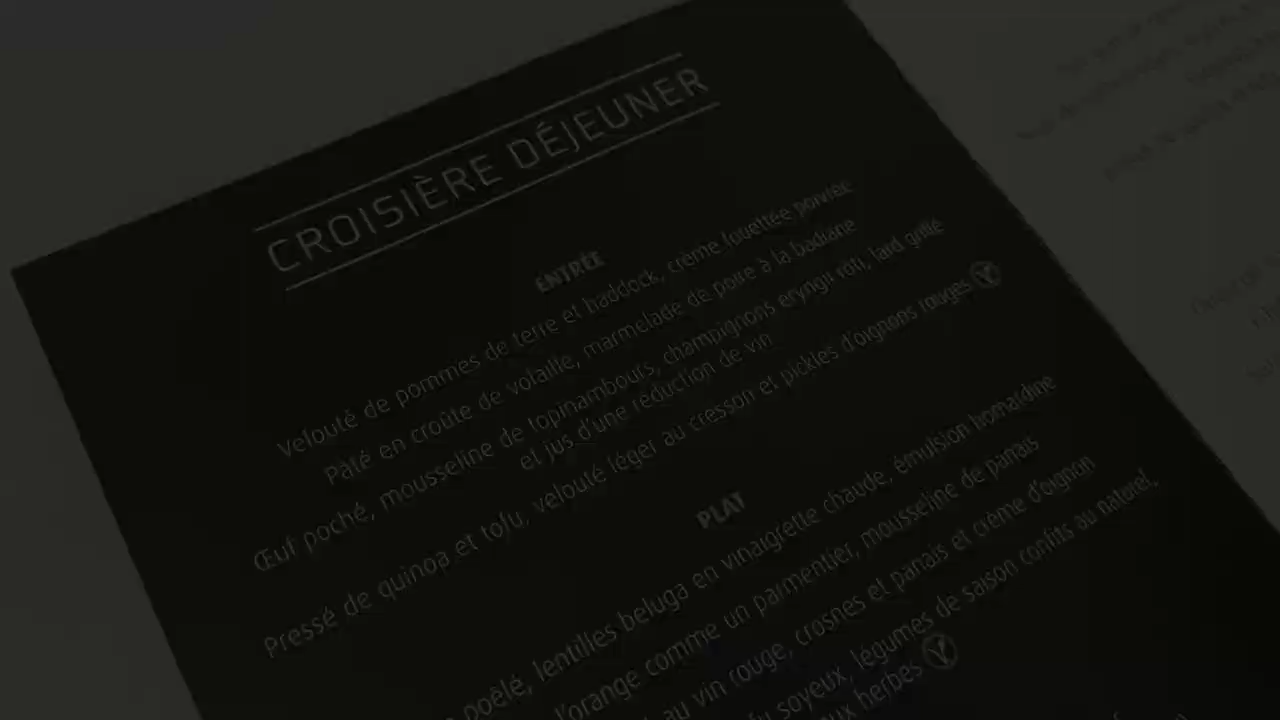 CROISIÈRE DÉJEUNER
ENTRÉE
Velouté de pommes de terre et haddock, crème fouettée poivrée
Pâté en croûte de volaille, marmelade de poire à la badiane
Œuf poché, mousseline de topinambours, champignons eryngii rôti, lard grillé
et jus d'une réduction de vin
Pressé de quinoa et tofu, velouté léger au cresson et pickles d'oignons rouges V
PLAT
poêlé, lentilles beluga en vinaigrette chaude, émulsion homardine
l'orange comme un parmentier, mousseline de panais
au vin rouge, crosnes et panais et crème d'oignon
soyeux, légumes de saison confits au naturel,
herbes V